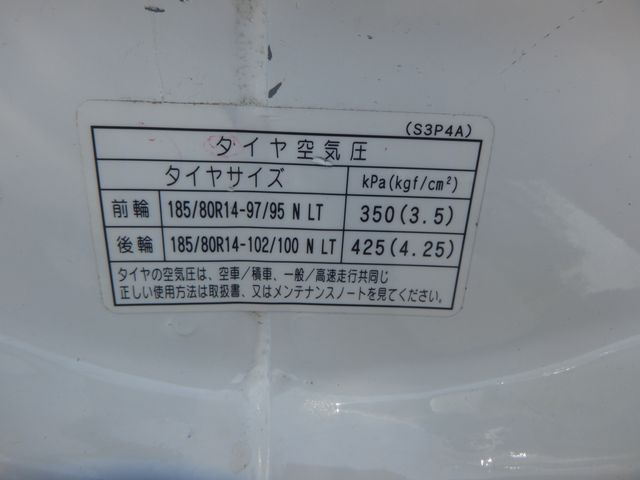 (S3P4A)
タイヤ空気圧
タイヤサイズ kPa(kgf/cm²)
前輪 185/80R14-97/95 N LT 350(3.5)
後輪 185/80R14-102/100 N LT 425(4.25)
タイヤの空気圧は、空車/積車、一般/高速走行共同じ
正しい使用方法は取扱書、又はメンテナンスノートを見てください。